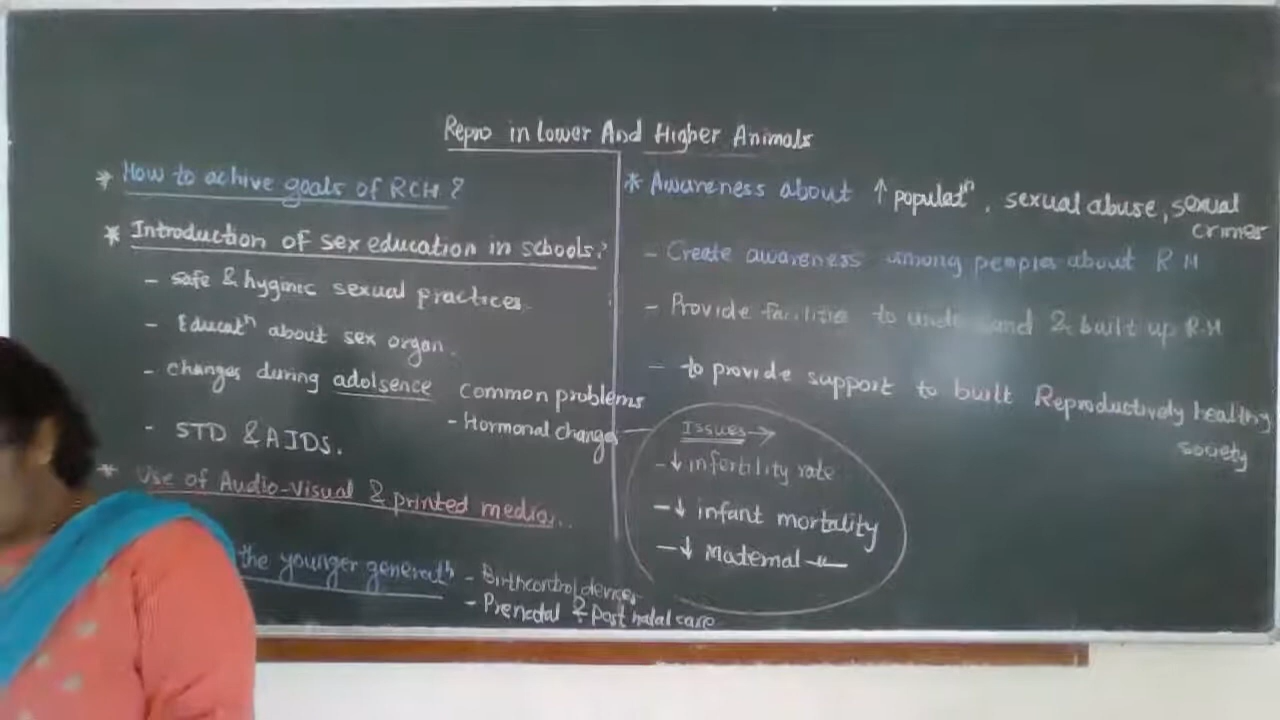 Repro in Lower And Higher Animals
* How to achive goals of RCH ?
* Introduction of sex education in schools:
- safe & hyginic sexual practices.
- Educatⁿ about sex organ.
- changes during adolsence
- STD & AIDS.
Common problems
- Hormonal changes
* Use of Audio-Visual & printed media..
the younger generatⁿ
- Birthcontrol devices
- Prenatal & Post natal care
* Awareness about ↑ populatⁿ, sexual abuse, sexual
crimes
- Create awareness among peoples about R H
- Provide facilities to understand & built up R-H
- to provide support to built Reproductively healthy
society
Issues →
- ↓ infertility rate
- ↓ infant mortality
- ↓ Maternal -〃-